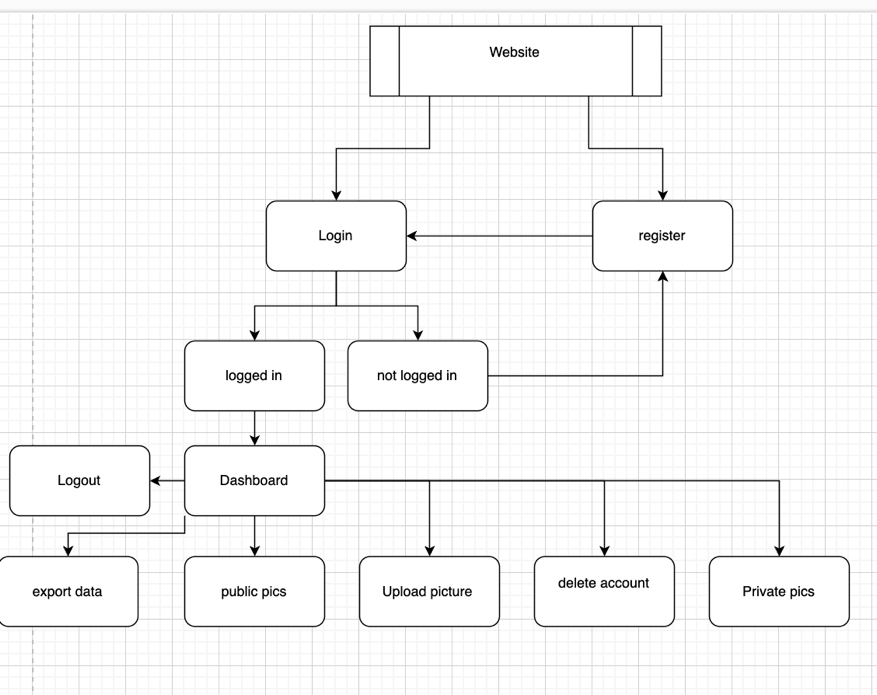 Website
Login
register
logged in
not logged in
Logout
Dashboard
export data
public pics
Upload picture
delete account
Private pics